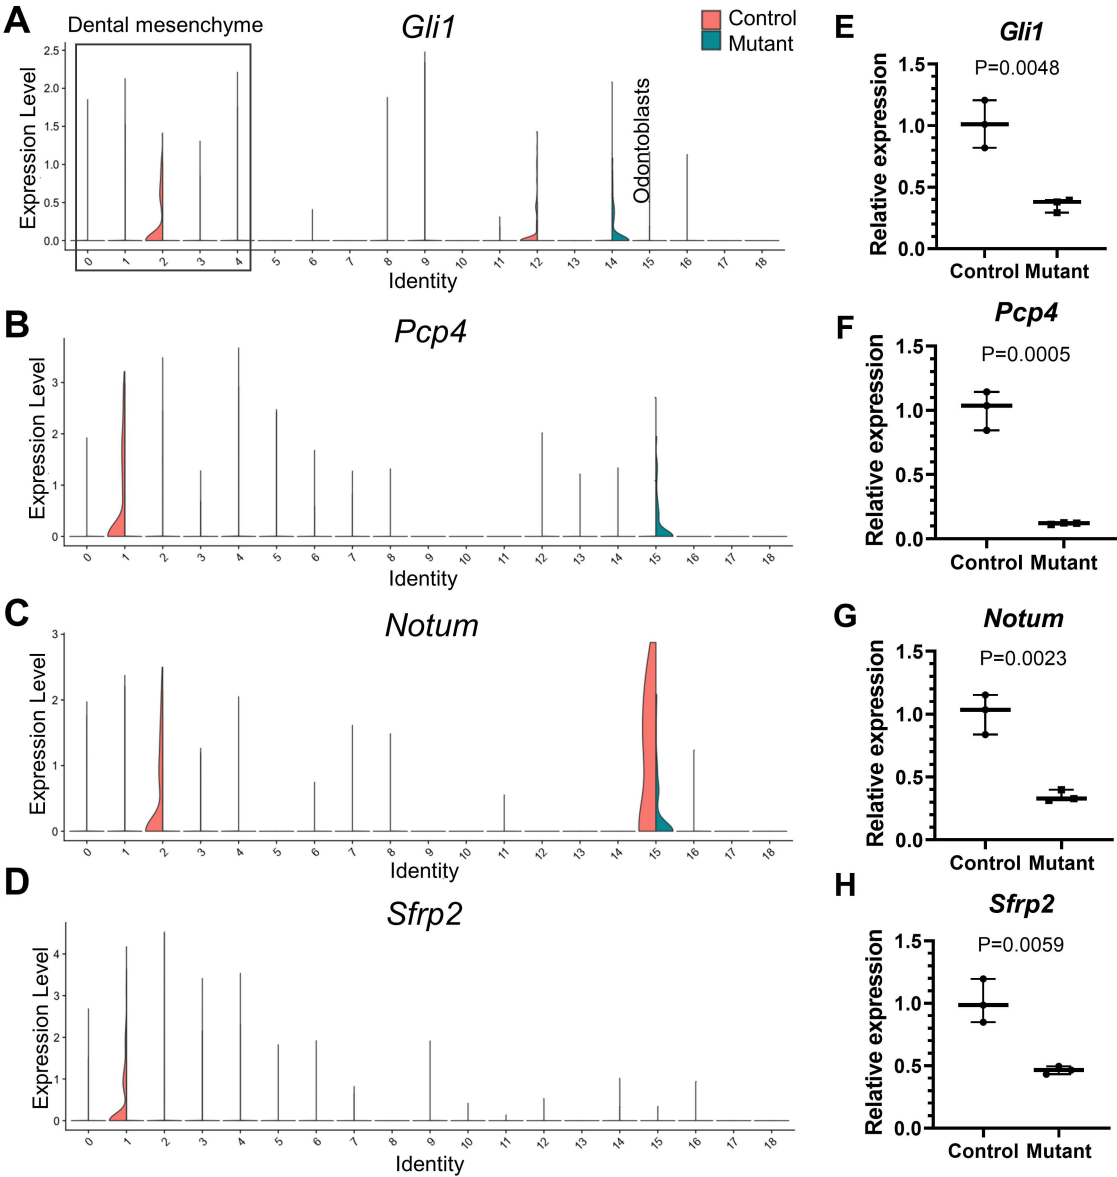 A
Dental mesenchyme
Gli1
Control
Mutant
Odontoblasts
Expression Level
2.5
2.0
1.5
1.0
0.5
0.0
0 1 2 3 4 5 6 7 8 9 10 11 12 13 14 15 16 17 18
Identity
B
Pcp4
Expression Level
3
2
1
0
0 1 2 3 4 5 6 7 8 9 10 11 12 13 14 15 16 17 18
Identity
C
Notum
Expression Level
3
2
1
0
0 1 2 3 4 5 6 7 8 9 10 11 12 13 14 15 16 17 18
Identity
D
Sfrp2
Expression Level
4
3
2
1
0
0 1 2 3 4 5 6 7 8 9 10 11 12 13 14 15 16 17 18
Identity
E
Gli1
P=0.0048
Relative expression
1.5
1.0
0.5
0.0
Control Mutant
F
Pcp4
P=0.0005
Relative expression
1.5
1.0
0.5
0.0
Control Mutant
G
Notum
P=0.0023
Relative expression
1.5
1.0
0.5
0.0
Control Mutant
H
Sfrp2
P=0.0059
Relative expression
1.5
1.0
0.5
0.0
Control Mutant